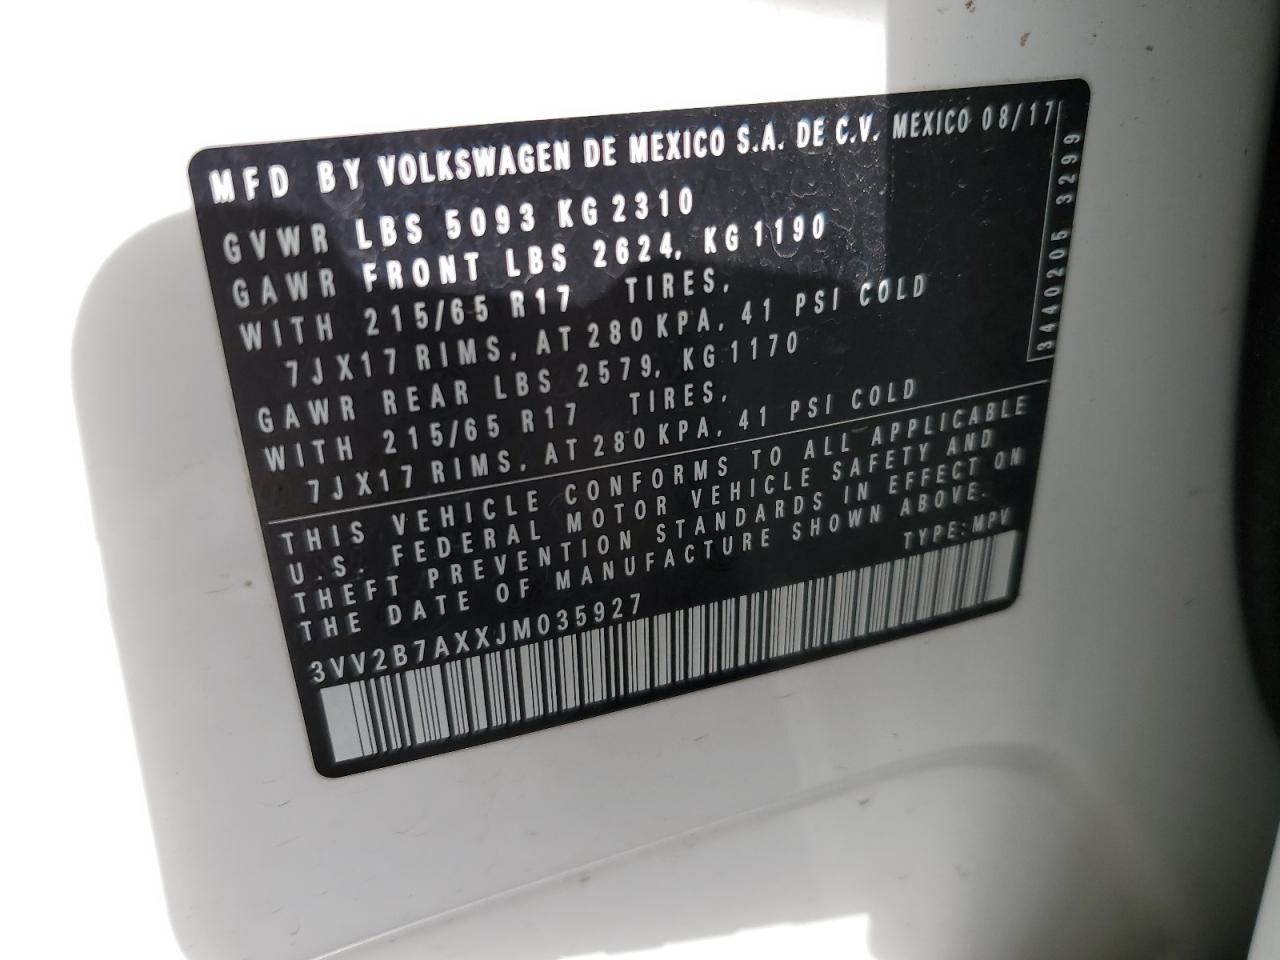 MFD BY VOLKSWAGEN DE MEXICO S.A. DE C.V. MEXICO 08/17
GVWR LBS 5093 KG 2310
GAWR FRONT LBS 2624, KG 1190
WITH 215/65 R17 TIRES,
7JX17 RIMS, AT 280 KPA, 41 PSI COLD
GAWR REAR LBS 2579, KG 1170
WITH 215/65 R17 TIRES,
7JX17 RIMS, AT 280 KPA, 41 PSI COLD
3440205 3299
THIS VEHICLE CONFORMS TO ALL APPLICABLE
U.S. FEDERAL MOTOR VEHICLE SAFETY AND
THEFT PREVENTION STANDARDS IN EFFECT ON
THE DATE OF MANUFACTURE SHOWN ABOVE.
TYPE: MPV
3VV2B7AXXJM035927